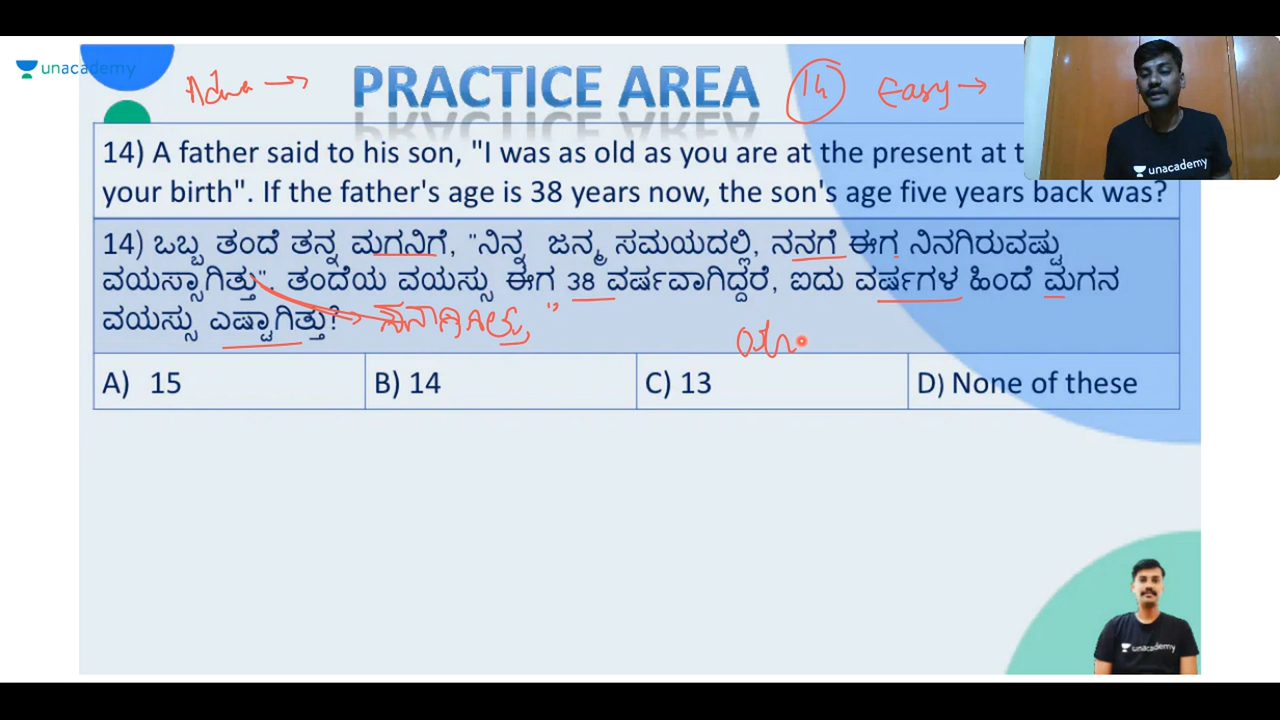 unacademy
PRACTICE AREA
14
Easy →
14) A father said to his son, "I was as old as you are at the present at t
your birth". If the father's age is 38 years now, the son's age five years back was?
14) ಒಬ್ಬ ತಂದೆ ತನ್ನ ಮಗನಿಗೆ, "ನಿನ್ನ ಜನ್ಮ ಸಮಯದಲ್ಲಿ, ನನಗೆ ಈಗ ನಿನಗಿರುವಷ್ಟು
ವಯಸ್ಸಾಗಿತ್ತು". ತಂದೆಯ ವಯಸ್ಸು ಈಗ 38 ವರ್ಷವಾಗಿದ್ದರೆ, ಐದು ವರ್ಷಗಳ ಹಿಂದೆ ಮಗನ
ವಯಸ್ಸು ಎಷ್ಟಾಗಿತ್ತು?
A) 15
B) 14
C) 13
D) None of these
unacademy
unacademy